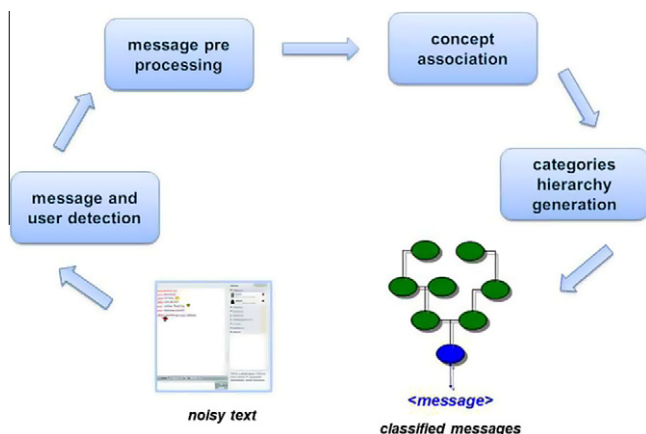 message pre
processing
concept
association
message and
user detection
categories
hierarchy
generation
<message>
noisy text
classified messages